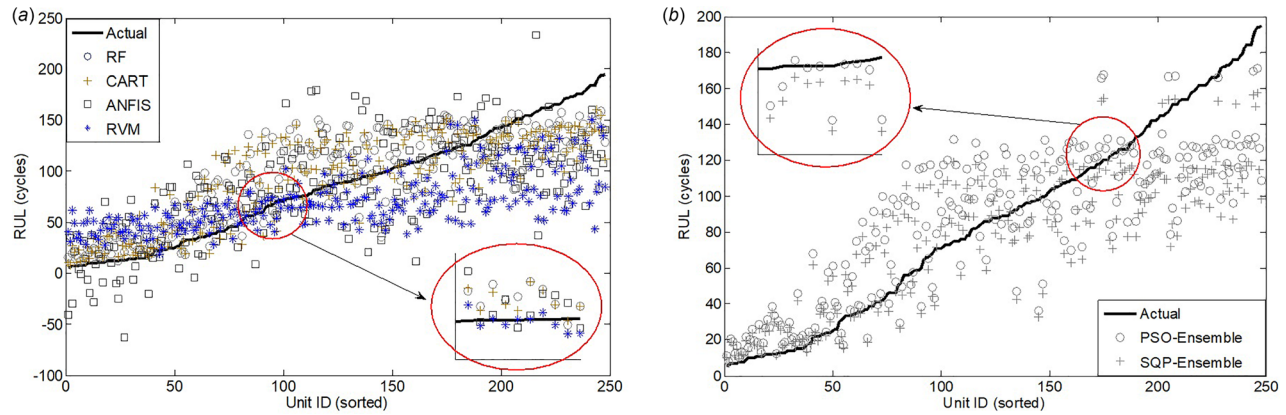 (a)
250
200
150
100
50
0
-50
-100
RUL (cycles)
Actual
RF
CART
ANFIS
RVM
0 50 100 150 200 250
Unit ID (sorted)
(b)
200
180
160
140
120
100
80
60
40
20
0
RUL (cycles)
Actual
PSO-Ensemble
SQP-Ensemble
0 50 100 150 200 250
Unit ID (sorted)